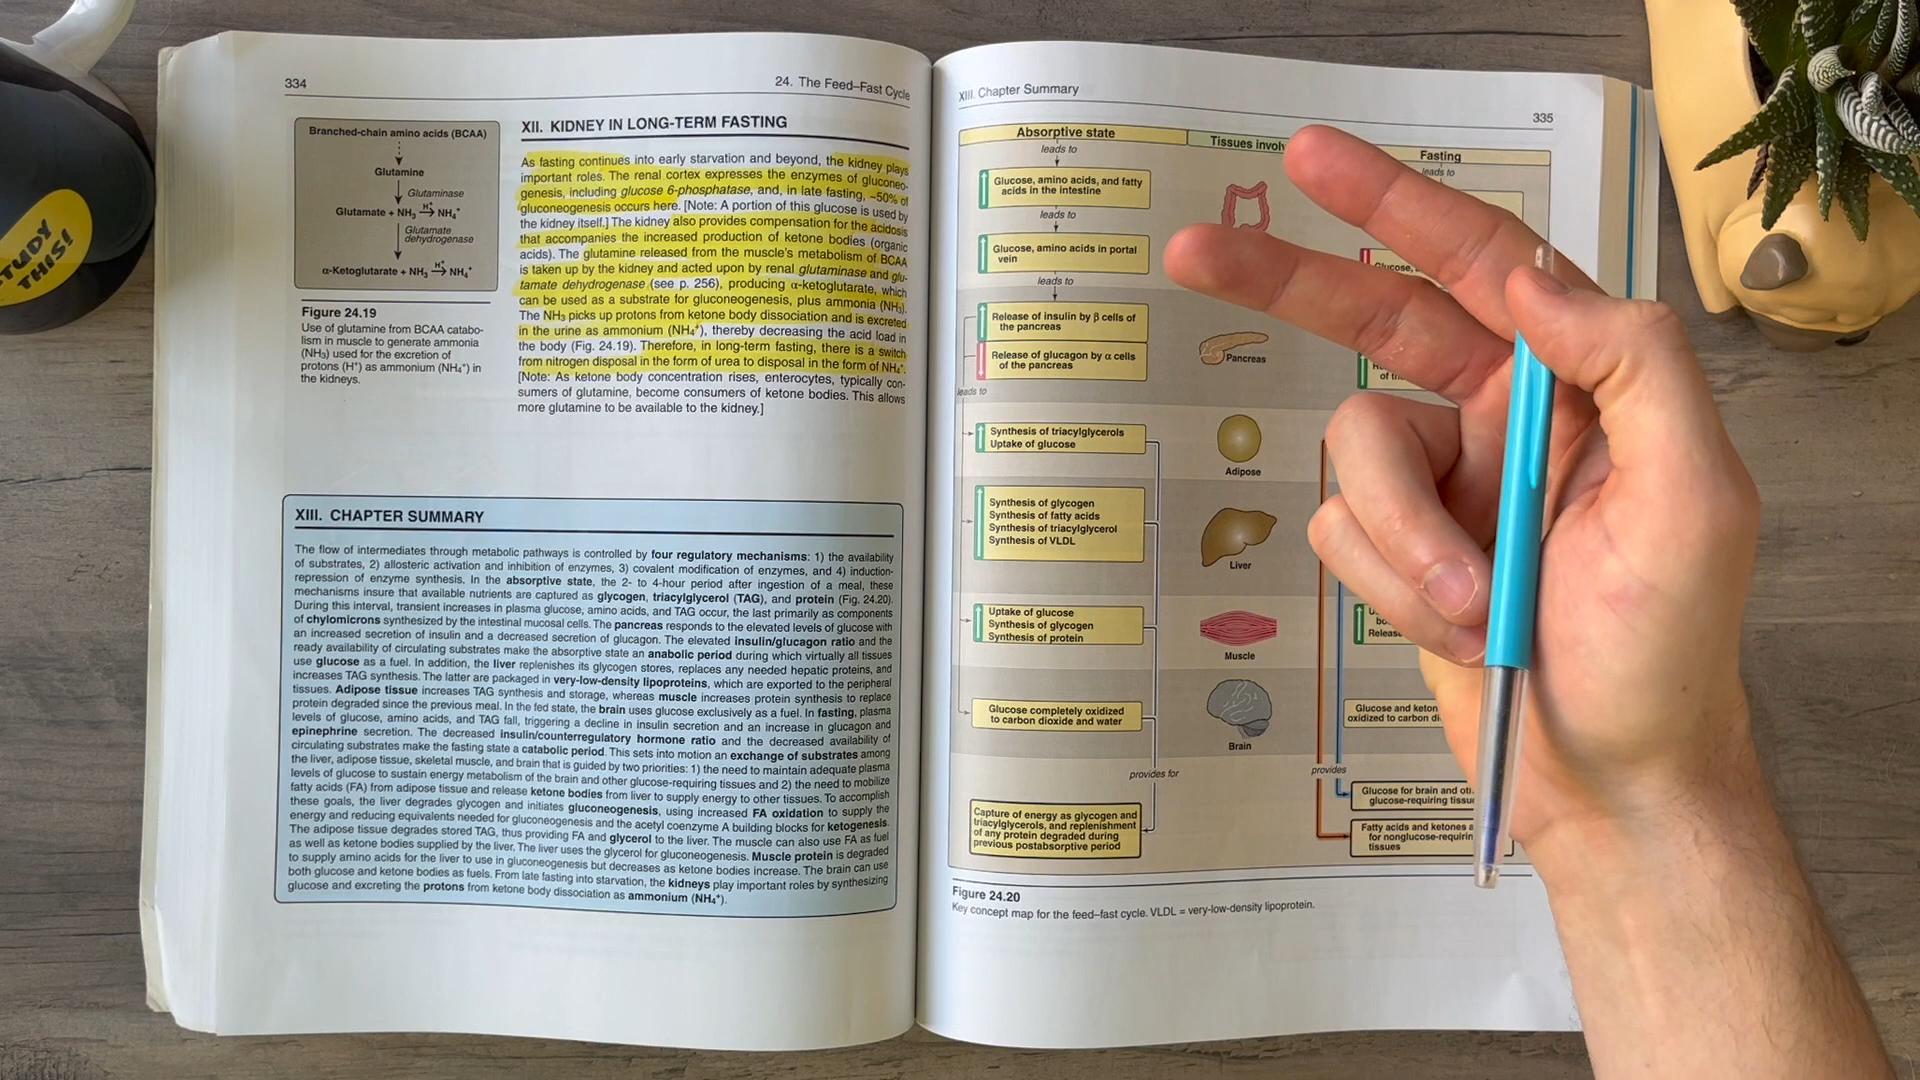 STUDY
THIS!
334
24. The Feed–Fast Cycle
Branched-chain amino acids (BCAA)
Glutamine
Glutaminase
Glutamate + NH₃ H⁺ NH₄⁺
Glutamate
dehydrogenase
α-Ketoglutarate + NH₃ H⁺ NH₄⁺
Figure 24.19
Use of glutamine from BCAA catabo-
lism in muscle to generate ammonia
(NH₃) used for the excretion of
protons (H⁺) as ammonium (NH₄⁺) in
the kidneys.
XII. KIDNEY IN LONG-TERM FASTING
As fasting continues into early starvation and beyond, the kidney plays
important roles. The renal cortex expresses the enzymes of gluconeo-
genesis, including glucose 6-phosphatase, and, in late fasting, ~50% of
gluconeogenesis occurs here. [Note: A portion of this glucose is used by
the kidney itself.] The kidney also provides compensation for the acidosis
that accompanies the increased production of ketone bodies (organic
acids). The glutamine released from the muscle's metabolism of BCAA
is taken up by the kidney and acted upon by renal glutaminase and glu-
tamate dehydrogenase (see p. 256), producing α-ketoglutarate, which
can be used as a substrate for gluconeogenesis, plus ammonia (NH₃).
The NH₃ picks up protons from ketone body dissociation and is excreted
in the urine as ammonium (NH₄⁺), thereby decreasing the acid load in
the body (Fig. 24.19). Therefore, in long-term fasting, there is a switch
from nitrogen disposal in the form of urea to disposal in the form of NH₄⁺.
[Note: As ketone body concentration rises, enterocytes, typically con-
sumers of glutamine, become consumers of ketone bodies. This allows
more glutamine to be available to the kidney.]
XIII. CHAPTER SUMMARY
The flow of intermediates through metabolic pathways is controlled by four regulatory mechanisms: 1) the availability
of substrates, 2) allosteric activation and inhibition of enzymes, 3) covalent modification of enzymes, and 4) induction-
repression of enzyme synthesis. In the absorptive state, the 2- to 4-hour period after ingestion of a meal, these
mechanisms insure that available nutrients are captured as glycogen, triacylglycerol (TAG), and protein (Fig. 24.20).
During this interval, transient increases in plasma glucose, amino acids, and TAG occur, the last primarily as components
of chylomicrons synthesized by the intestinal mucosal cells. The pancreas responds to the elevated levels of glucose with
an increased secretion of insulin and a decreased secretion of glucagon. The elevated insulin/glucagon ratio and the
ready availability of circulating substrates make the absorptive state an anabolic period during which virtually all tissues
use glucose as a fuel. In addition, the liver replenishes its glycogen stores, replaces any needed hepatic proteins, and
increases TAG synthesis. The latter are packaged in very-low-density lipoproteins, which are exported to the peripheral
tissues. Adipose tissue increases TAG synthesis and storage, whereas muscle increases protein synthesis to replace
protein degraded since the previous meal. In the fed state, the brain uses glucose exclusively as a fuel. In fasting, plasma
levels of glucose, amino acids, and TAG fall, triggering a decline in insulin secretion and an increase in glucagon and
epinephrine secretion. The decreased insulin/counterregulatory hormone ratio and the decreased availability of
circulating substrates make the fasting state a catabolic period. This sets into motion an exchange of substrates among
the liver, adipose tissue, skeletal muscle, and brain that is guided by two priorities: 1) the need to maintain adequate plasma
levels of glucose to sustain energy metabolism of the brain and other glucose-requiring tissues and 2) the need to mobilize
fatty acids (FA) from adipose tissue and release ketone bodies from liver to supply energy to other tissues. To accomplish
these goals, the liver degrades glycogen and initiates gluconeogenesis, using increased FA oxidation to supply the
energy and reducing equivalents needed for gluconeogenesis and the acetyl coenzyme A building blocks for ketogenesis.
The adipose tissue degrades stored TAG, thus providing FA and glycerol to the liver. The muscle can also use FA as fuel
as well as ketone bodies supplied by the liver. The liver uses the glycerol for gluconeogenesis. Muscle protein is degraded
to supply amino acids for the liver to use in gluconeogenesis but decreases as ketone bodies increase. The brain can use
both glucose and ketone bodies as fuels. From late fasting into starvation, the kidneys play important roles by synthesizing
glucose and excreting the protons from ketone body dissociation as ammonium (NH₄⁺).
XIII. Chapter Summary
335
Absorptive state
leads to
Glucose, amino acids, and fatty
acids in the intestine
leads to
Glucose, amino acids in portal
vein
leads to
Release of insulin by β cells of
the pancreas
Release of glucagon by α cells
of the pancreas
leads to
Synthesis of triacylglycerols
Uptake of glucose
Synthesis of glycogen
Synthesis of fatty acids
Synthesis of triacylglycerol
Synthesis of VLDL
Uptake of glucose
Synthesis of glycogen
Synthesis of protein
Glucose completely oxidized
to carbon dioxide and water
provides for
Capture of energy as glycogen and
triacylglycerols, and replenishment
of any protein degraded during
previous postabsorptive period
Tissues
Pancreas
Adipose
Liver
Muscle
Brain
Fasting
leads to
Glucose,
of
Release
Glucose and
oxidized to carbon
provides
Glucose for brain and
glucose-requiring
Fatty acids and ketones
for nonglucose-requiring
tissues
Figure 24.20
Key concept map for the feed–fast cycle. VLDL = very-low-density lipoprotein.